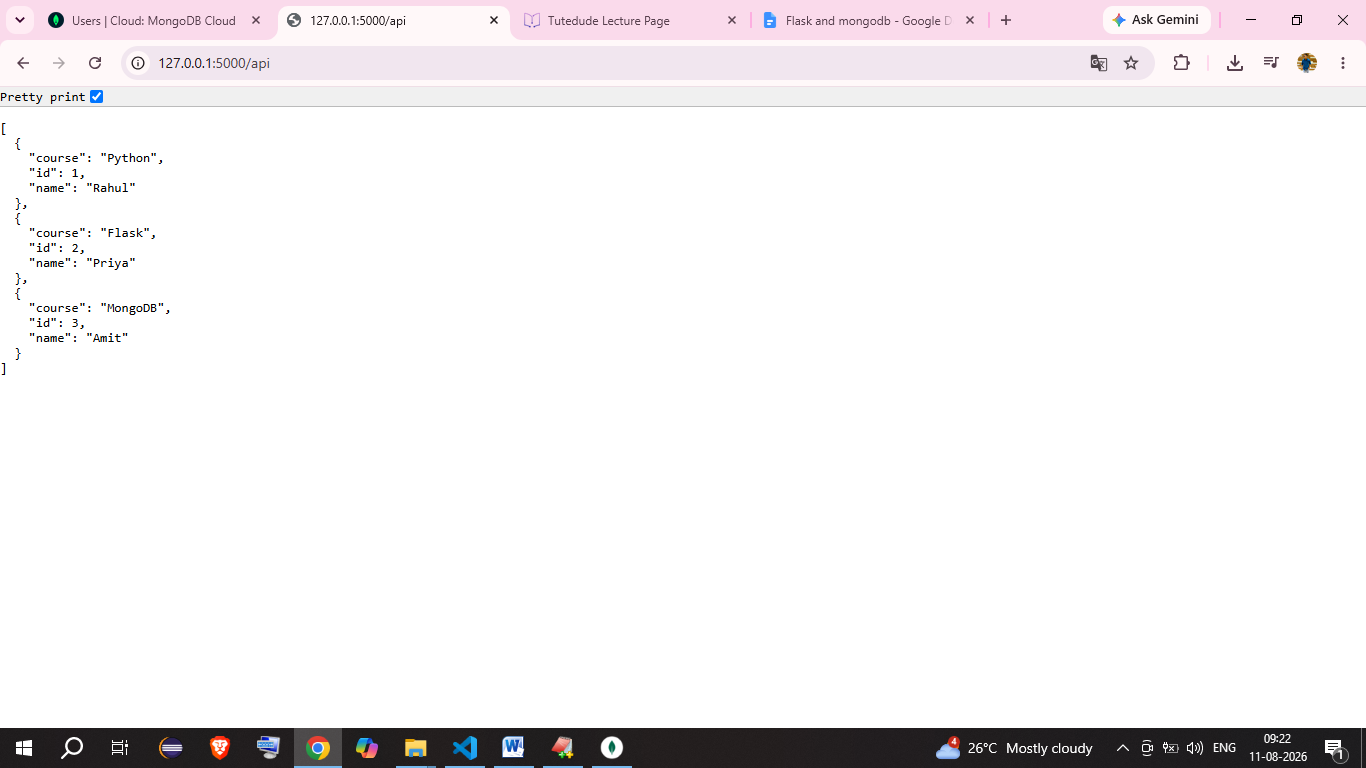 Users | Cloud: MongoDB Cloud
127.0.0.1:5000/api
Tutedude Lecture Page
Flask and mongodb - Google D
Ask Gemini
127.0.0.1:5000/api
Pretty print
[
  {
    "course": "Python",
    "id": 1,
    "name": "Rahul"
  },
  {
    "course": "Flask",
    "id": 2,
    "name": "Priya"
  },
  {
    "course": "MongoDB",
    "id": 3,
    "name": "Amit"
  }
]
4
26°C Mostly cloudy
ENG
09:22
11-08-2026
1